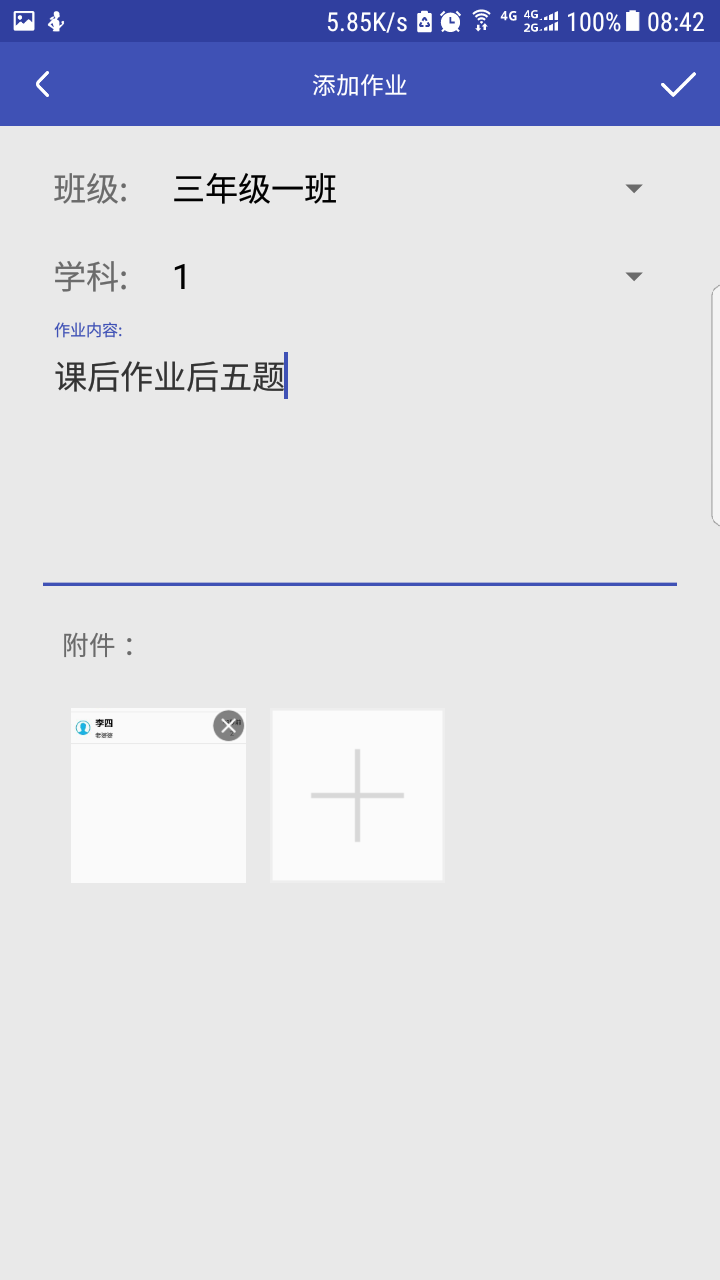 5.85K/s 4G 4G 2G 100% 08:42
添加作业
班级: 三年级一班
学科: 1
作业内容:
课后作业后五题
附件：
李四